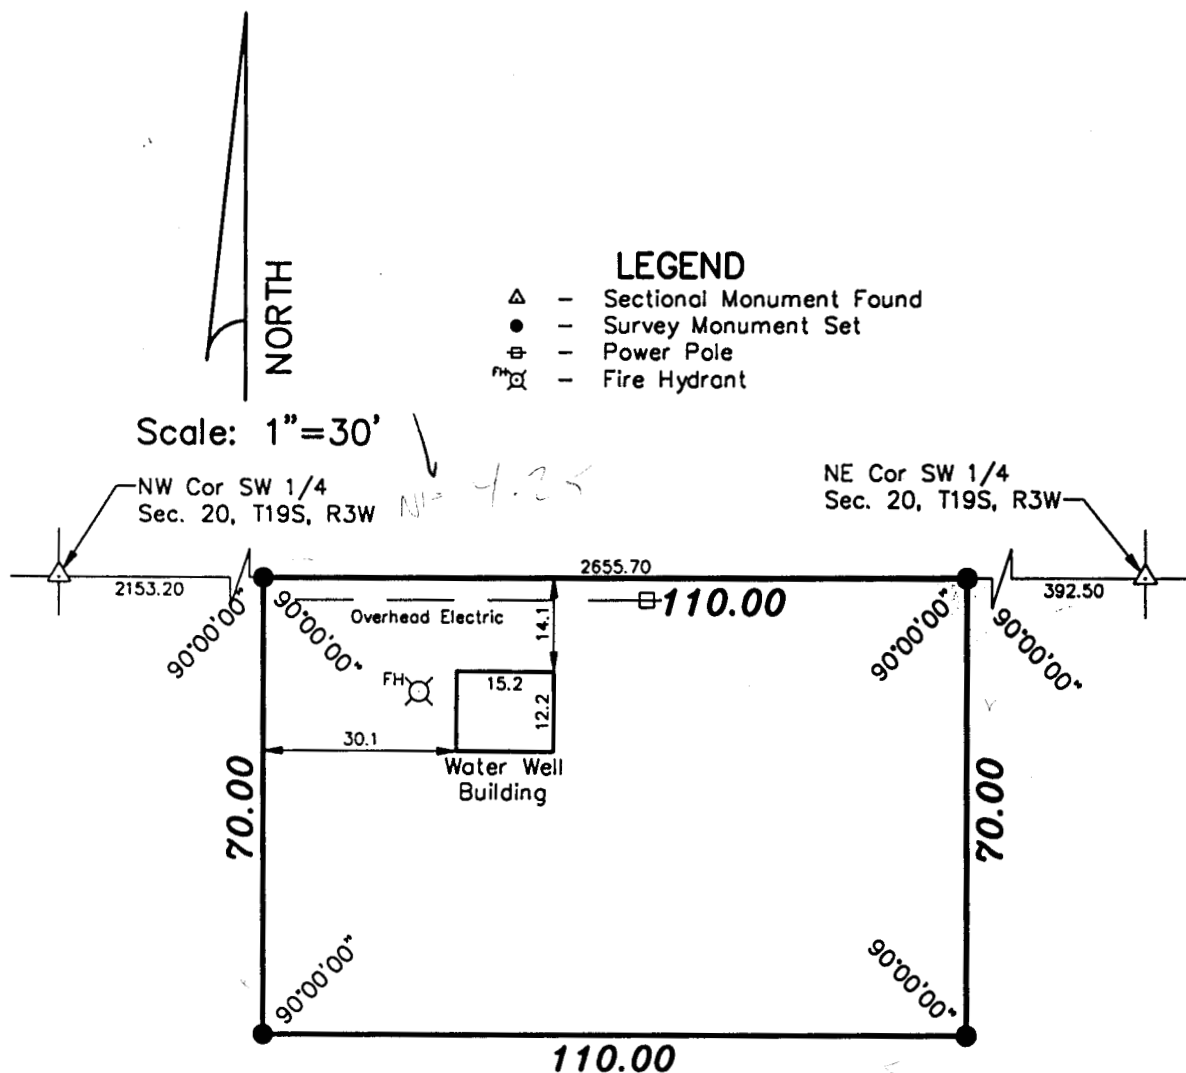 NORTH
LEGEND
Sectional Monument Found
Survey Monument Set
Power Pole
FH – Fire Hydrant
Scale: 1"=30'
4.25
NW Cor SW 1/4
Sec. 20, T19S, R3W
NE Cor SW 1/4
Sec. 20, T19S, R3W
2153.20
2655.70
392.50
110.00
Overhead Electric
90°00'00"
90°00'00"
90°00'00"
90°00'00"
14.1
FH
15.2
12.2
30.1
Water Well
Building
70.00
70.00
90°00'00"
90°00'00"
110.00